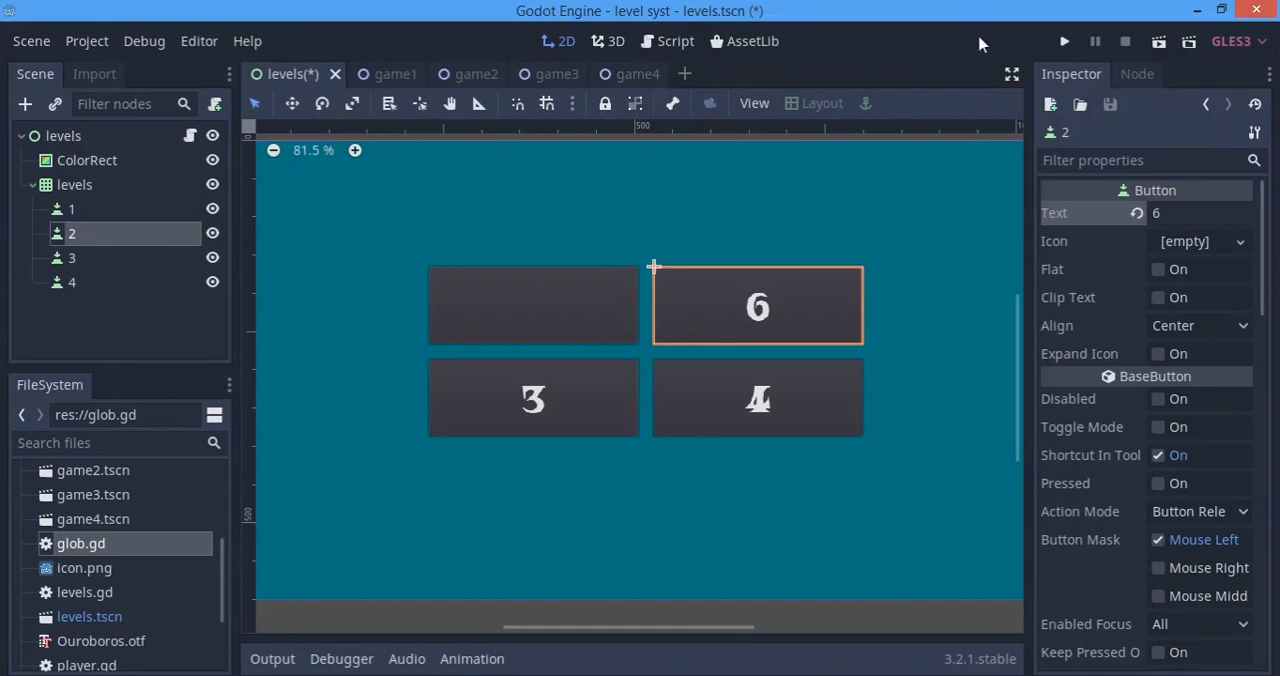 Godot Engine - level syst - levels.tscn (*)
Scene Project Debug Editor Help
2D 3D Script AssetLib
GLES3
Scene Import
levels(*) game1 game2 game3 game4
Inspector Node
Filter nodes
View Layout
2
levels
ColorRect
levels
1
2
3
4
500
81.5 %
6
3
4
500
Filter properties
Button
Text 6
Icon [empty]
Flat On
Clip Text On
Align Center
Expand Icon On
BaseButton
Disabled On
Toggle Mode On
Shortcut In Tool On
Pressed On
Action Mode Button Rele
Button Mask Mouse Left
Mouse Right
Mouse Midd
Enabled Focus All
Keep Pressed O On
FileSystem
res://glob.gd
Search files
game2.tscn
game3.tscn
game4.tscn
glob.gd
icon.png
levels.gd
levels.tscn
Ouroboros.otf
player.gd
Output Debugger Audio Animation 3.2.1.stable